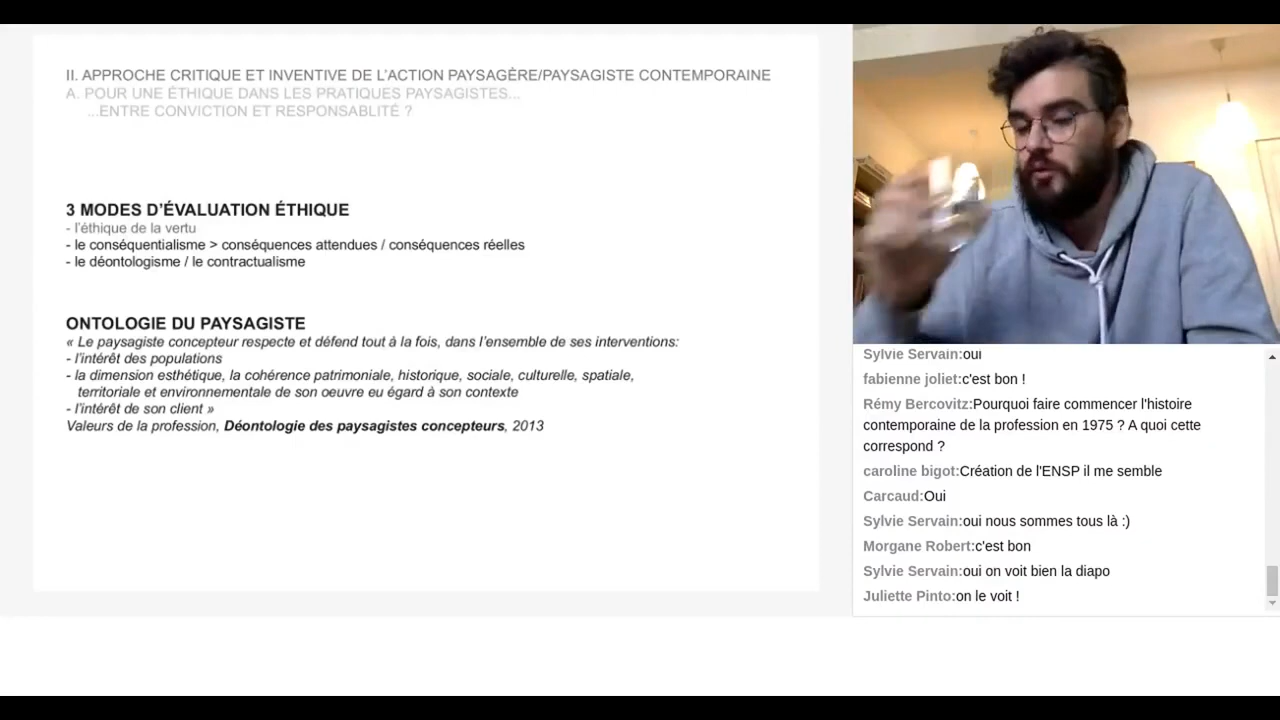 II. APPROCHE CRITIQUE ET INVENTIVE DE L'ACTION PAYSAGÈRE/PAYSAGISTE CONTEMPORAINE
A. POUR UNE ÉTHIQUE DANS LES PRATIQUES PAYSAGISTES...
...ENTRE CONVICTION ET RESPONSABLITÉ ?
3 MODES D'ÉVALUATION ÉTHIQUE
- l'éthique de la vertu
- le conséquentialisme > conséquences attendues / conséquences réelles
- le déontologisme / le contractualisme
ONTOLOGIE DU PAYSAGISTE
« Le paysagiste concepteur respecte et défend tout à la fois, dans l'ensemble de ses interventions:
- l'intérêt des populations
- la dimension esthétique, la cohérence patrimoniale, historique, sociale, culturelle, spatiale,
territoriale et environnementale de son oeuvre eu égard à son contexte
- l'intérêt de son client »
Valeurs de la profession, Déontologie des paysagistes concepteurs, 2013
Sylvie Servain:oui
fabienne joliet:c'est bon !
Rémy Bercovitz:Pourquoi faire commencer l'histoire
contemporaine de la profession en 1975 ? A quoi cette
correspond ?
caroline bigot:Création de l'ENSP il me semble
Carcaud:Oui
Sylvie Servain:oui nous sommes tous là :)
Morgane Robert:c'est bon
Sylvie Servain:oui on voit bien la diapo
Juliette Pinto:on le voit !